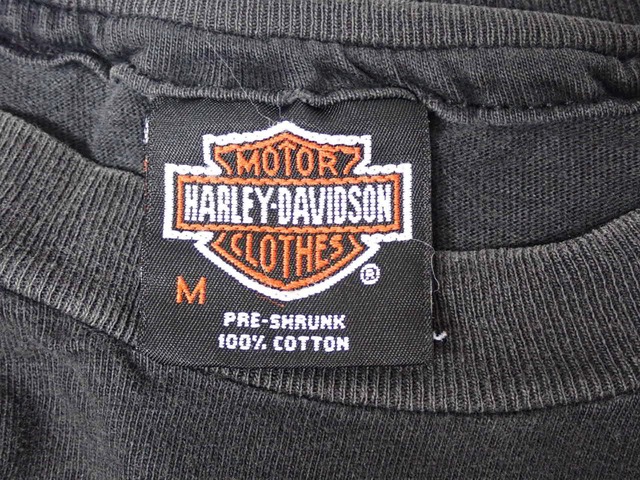 MOTOR
HARLEY-DAVIDSON
CLOTHES
®
M
PRE-SHRUNK
100% COTTON